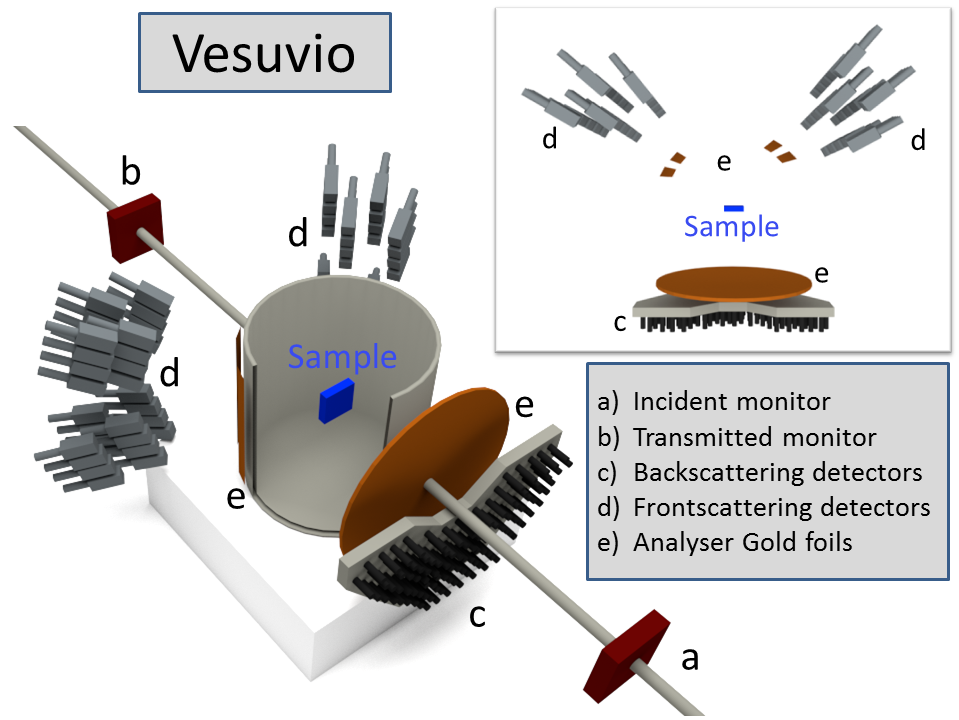 Vesuvio
b
d
d
Sample
e
e
c
a
d
d
e
Sample
e
c
a) Incident monitor
b) Transmitted monitor
c) Backscattering detectors
d) Frontscattering detectors
e) Analyser Gold foils